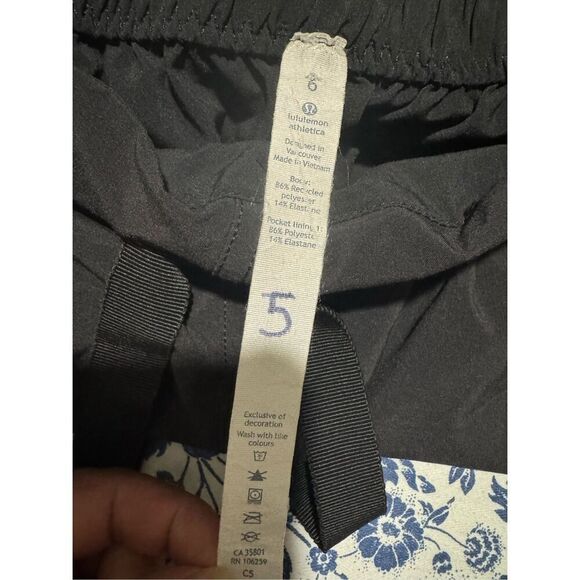 6
lululemon
athletica
Designed in
Vancouver
Made in Vietnam
Body:
86% Recycled
polyester
14% Elastane
Pocket lining 1:
86% Polyester
14% Elastane
5
Exclusive of
decoration
Wash with like
colours
CA 35801
RN 106259
C5